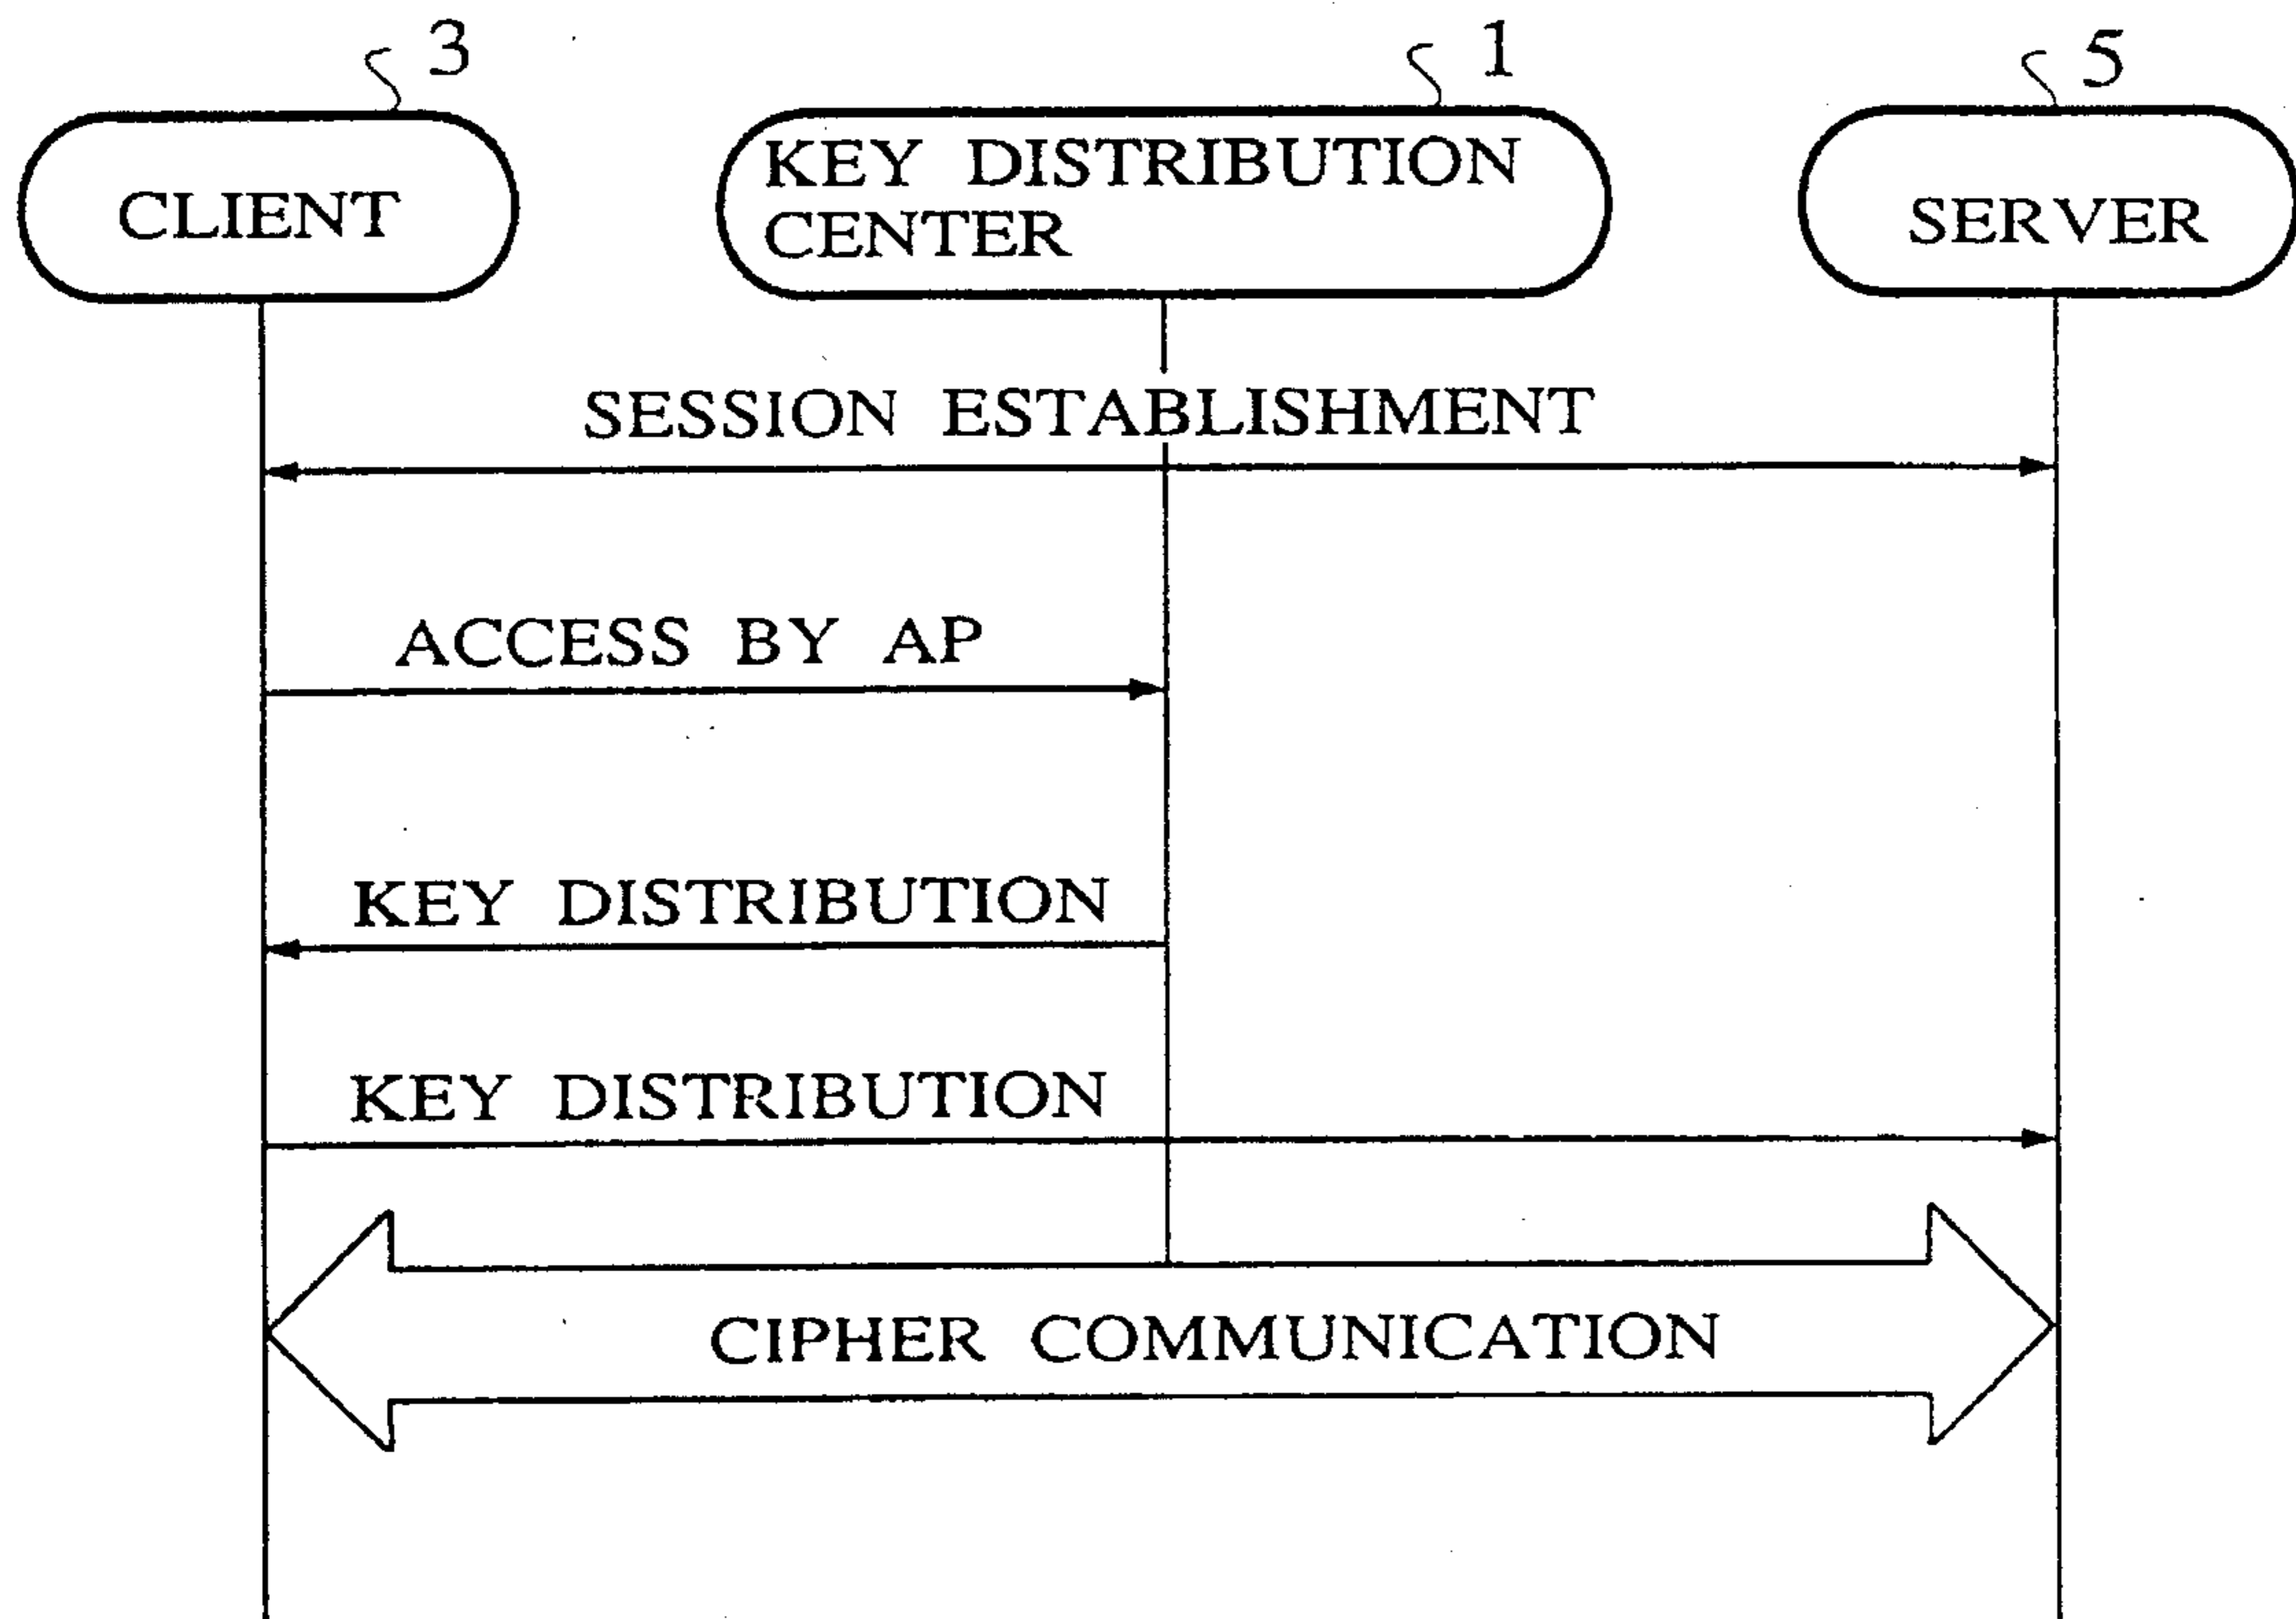 3
1
5
CLIENT
KEY DISTRIBUTION
CENTER
SERVER
SESSION ESTABLISHMENT
ACCESS BY AP
KEY DISTRIBUTION
KEY DISTRIBUTION
CIPHER COMMUNICATION